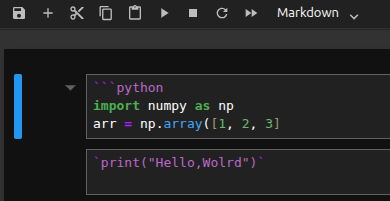 Markdown
```python
import numpy as np
arr = np.array([1, 2, 3]
`print("Hello,Wolrd")`